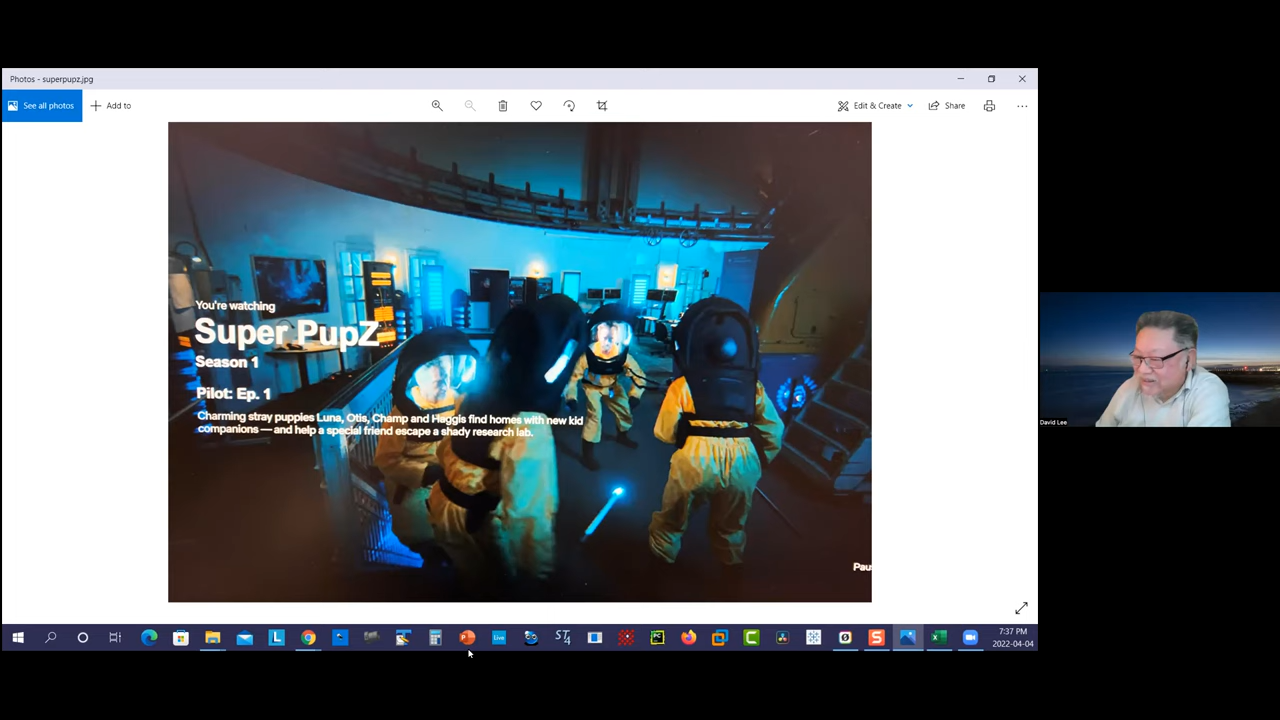 Photos - superpupz.jpg
See all photos
Add to
Edit & Create
Share
You're watching
Super PupZ
Season 1
Pilot: Ep. 1
Charming stray puppies Luna, Otis, Champ and Haggis find homes with new kid
companions — and help a special friend escape a shady research lab.
Pau
David Lee
Live
ST4
7:37 PM
2022-04-04